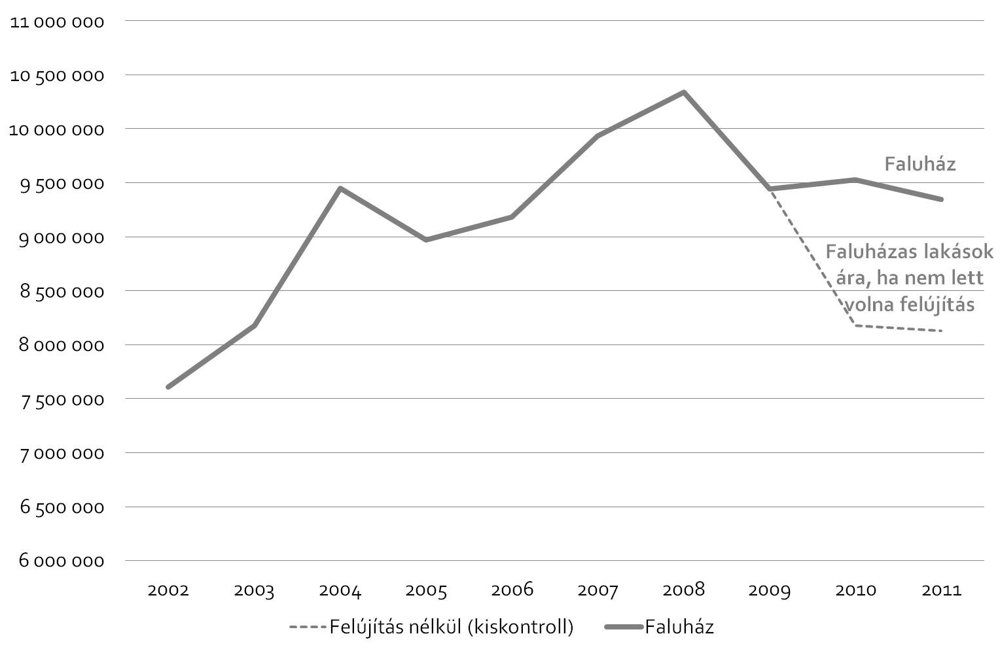 11 000 000
10 500 000
10 000 000
9 500 000
9 000 000
8 500 000
8 000 000
7 500 000
7 000 000
6 500 000
6 000 000
Faluház
Faluházas lakások
ára, ha nem lett
volna felújítás
2002 2003 2004 2005 2006 2007 2008 2009 2010 2011
Felújítás nélkül (kiskontroll) Faluház